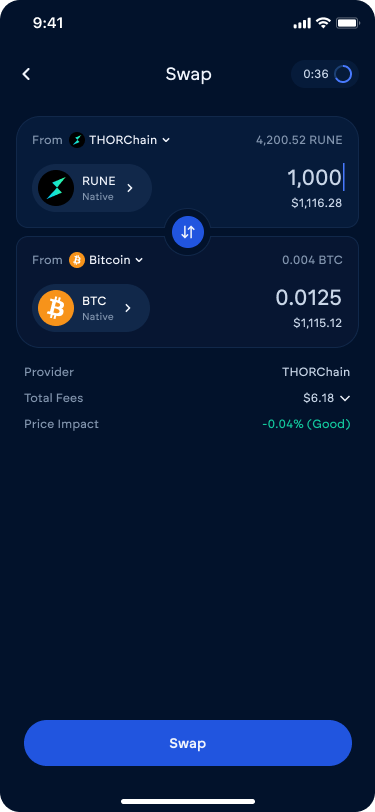 9:41
Swap
0:36
From THORChain
4,200.52 RUNE
RUNE
Native
1,000
$1,116.28
From Bitcoin
0.004 BTC
BTC
Native
0.0125
$1,115.12
Provider
THORChain
Total Fees
$6.18
Price Impact
-0.04% (Good)
Swap